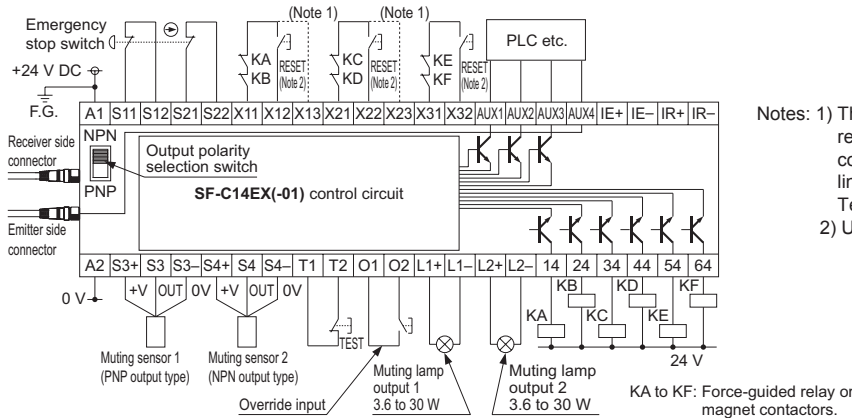 Emergency
stop switch
(Note 1) (Note 1)
PLC etc.
+24 V DC
F.G.
KA
KB
RESET
(Note 2)
KC
KD
RESET
(Note 2)
KE
KF
RESET
(Note 2)
A1 S11 S12 S21 S22 X11 X12 X13 X21 X22 X23 X31 X32 AUX1 AUX2 AUX3 AUX4 IE+ IE– IR+ IR–
Receiver side
connector
NPN
PNP
Output polarity
selection switch
SF-C14EX(-01) control circuit
Emitter side
connector
A2 S3+ S3 S3– S4+ S4 S4– T1 T2 O1 O2 L1+ L1– L2+ L2– 14 24 34 44 54 64
0 V
+V OUT 0V
+V OUT 0V
TEST
KA
KB
KC
KD
KE
KF
24 V
Muting sensor 1
(PNP output type)
Muting sensor 2
(NPN output type)
Override input
Muting lamp
output 1
3.6 to 30 W
Muting lamp
output 2
3.6 to 30 W
KA to KF: Force-guided relay or
magnet contactors.
Notes: 1)
2)